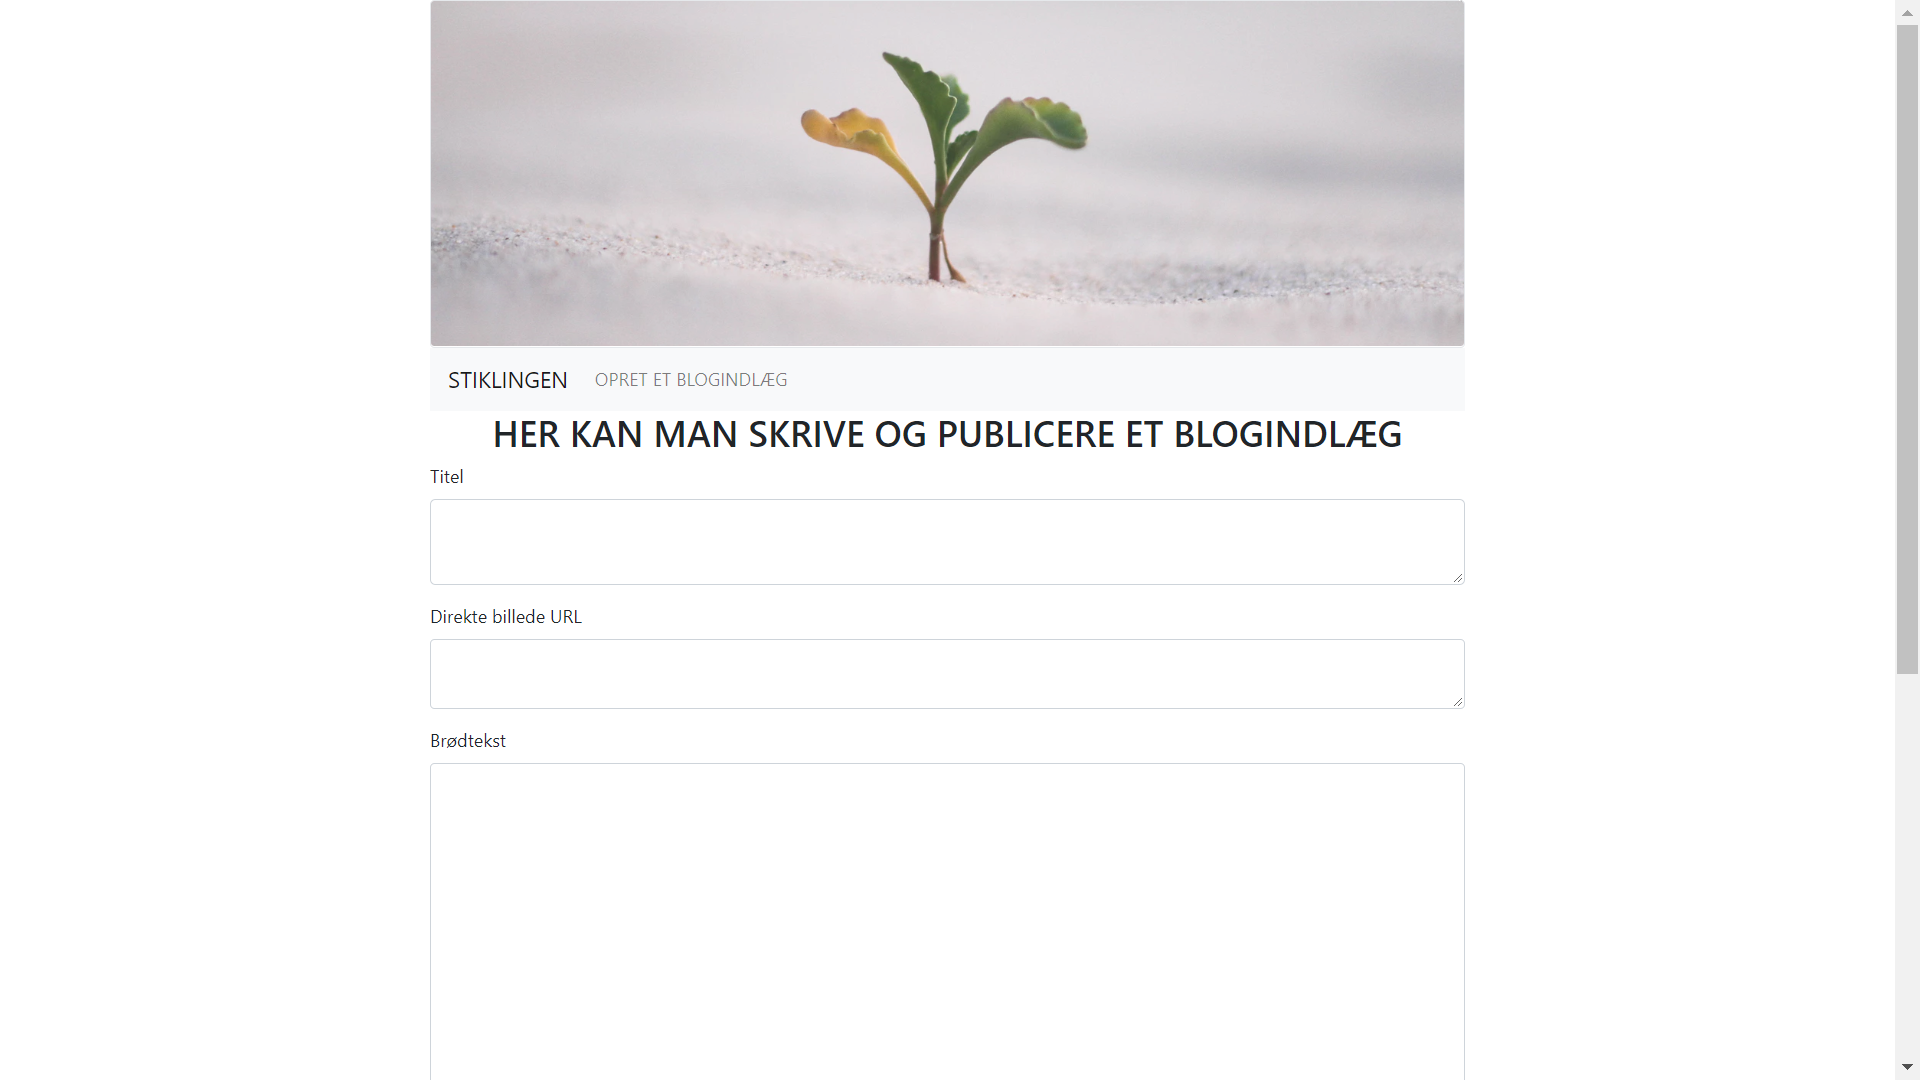 STIKLINGEN OPRET ET BLOGINDLÆG
HER KAN MAN SKRIVE OG PUBLICERE ET BLOGINDLÆG
Titel
Direkte billede URL
Brødtekst